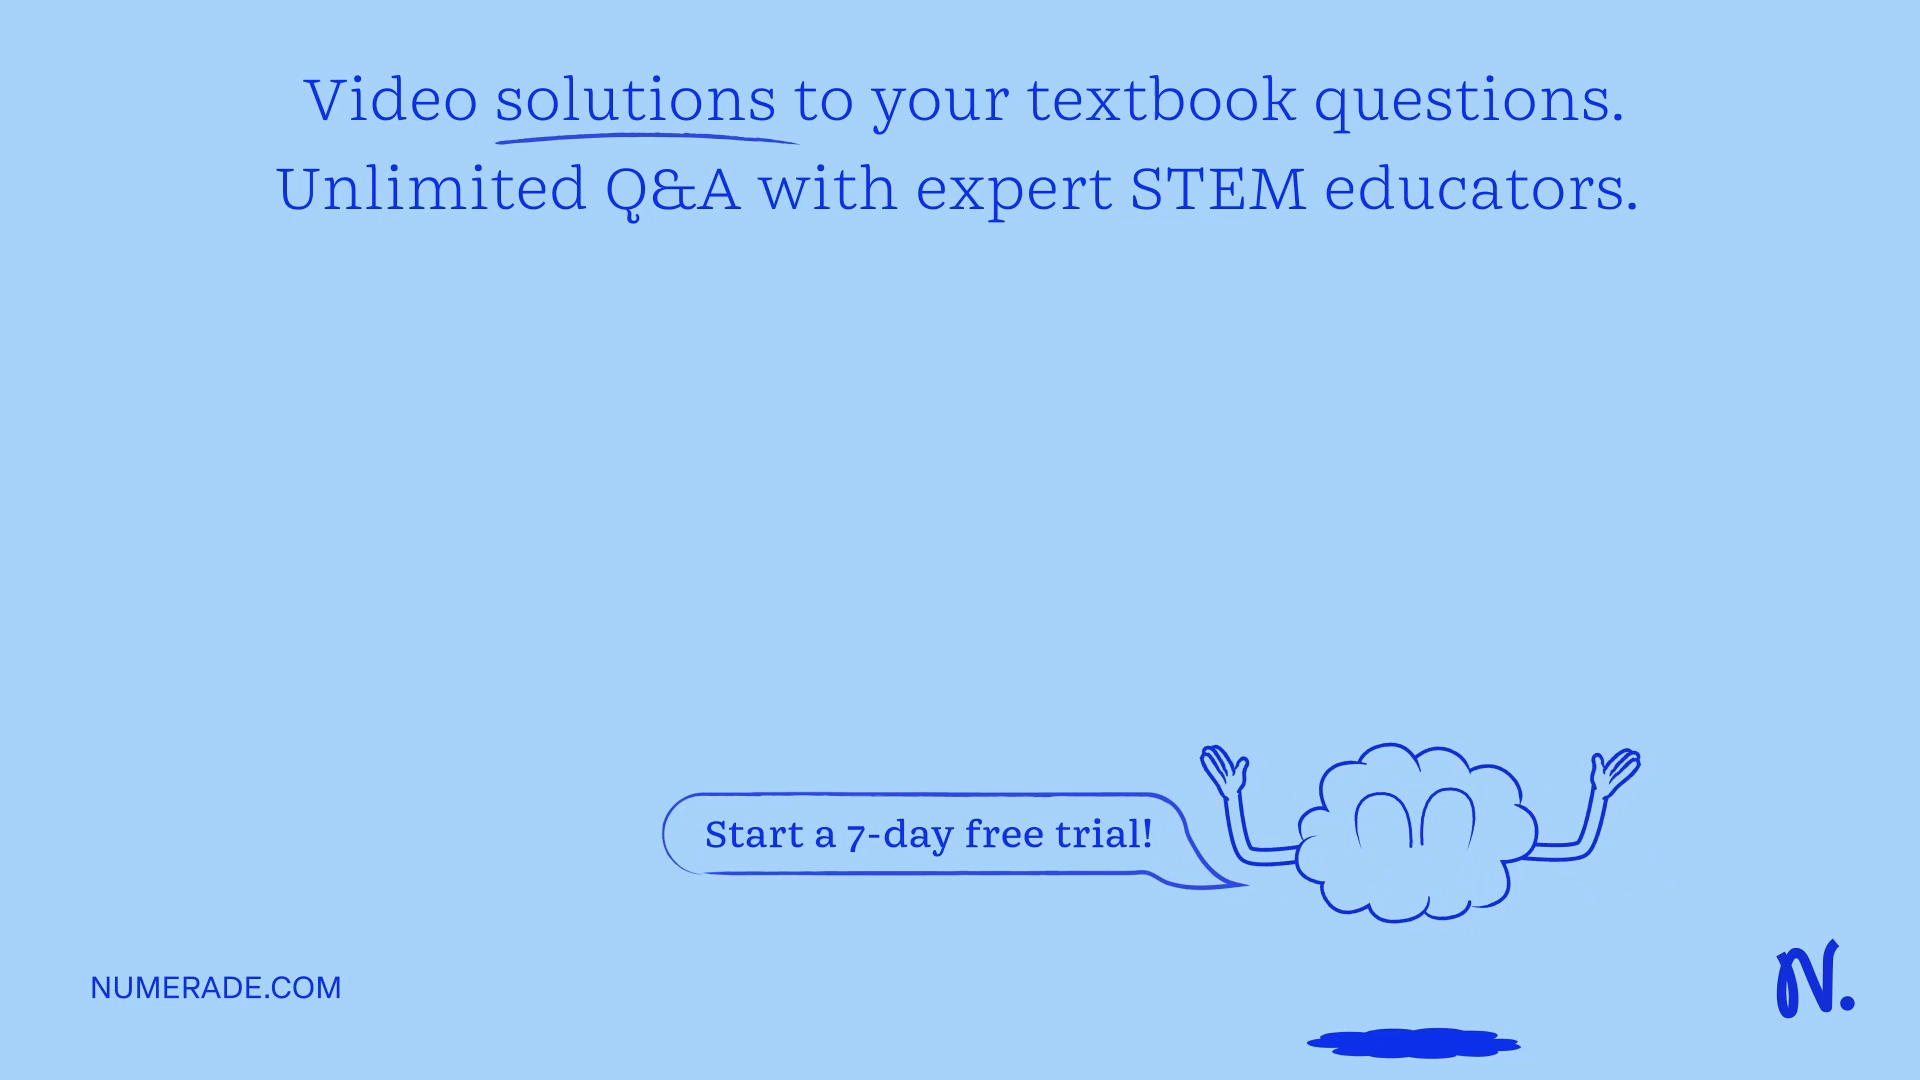 Video solutions to your textbook questions.
Unlimited Q&A with expert STEM educators.
Start a 7-day free trial!
NUMERADE.COM
N.